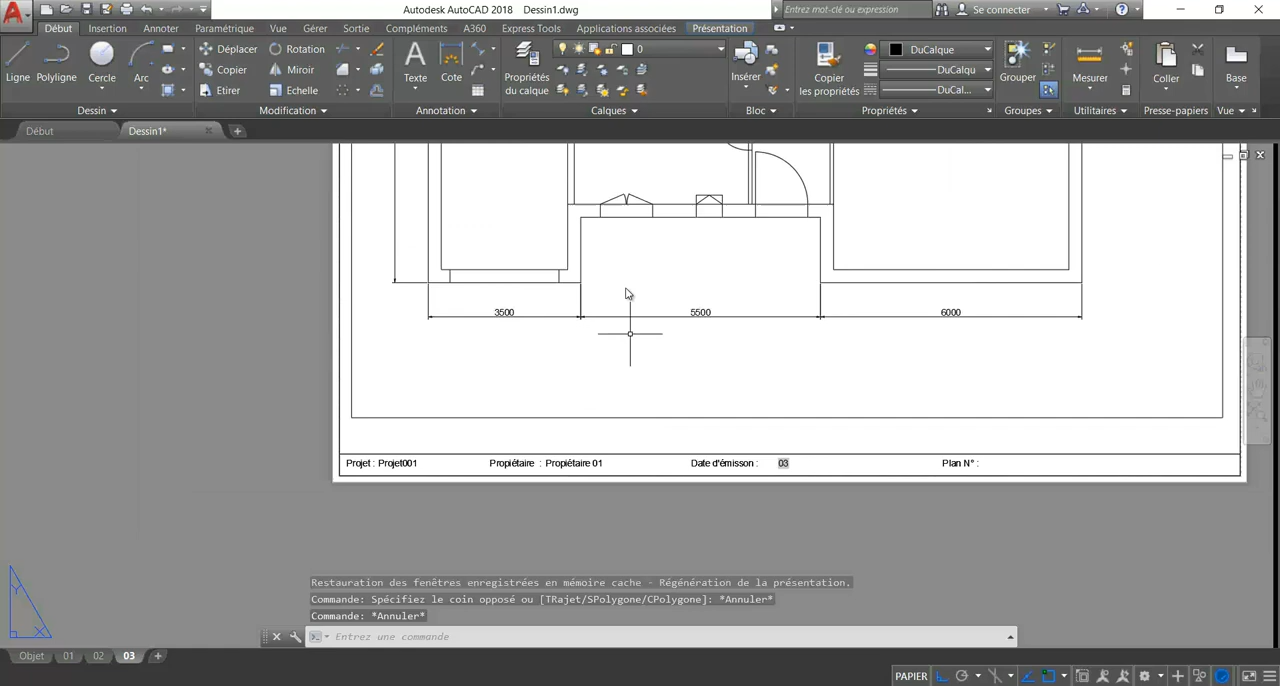 Autodesk AutoCAD 2018 Dessin1.dwg
Entrez mot-clé ou expression
Se connecter
Début Insertion Annoter Paramétrique Vue Gérer Sortie Compléments A360 Express Tools Applications associées Présentation
Ligne Polyligne Cercle Arc
Déplacer Rotation
Copier Miroir
Etirer Echelle
Texte Cote
Propriétés du calque
0
Insérer
Copier les propriétés
DuCalque
DuCalqu
DuCal...
Grouper
Mesurer
Coller
Base
Dessin Modification Annotation Calques Bloc Propriétés Groupes Utilitaires Presse-papiers Vue
Début Dessin1*
3500 5500 6000
Projet : Projet001 Propiétaire : Propiétaire 01 Date d'émisson : 03 Plan N° :
Restauration des fenêtres enregistrées en mémoire cache - Régénération de la présentation.
Commande: Spécifiez le coin opposé ou [TRajet/SPolygone/CPolygone]: *Annuler*
Commande: *Annuler*
Entrez une commande
Y
X
Objet 01 02 03
PAPIER